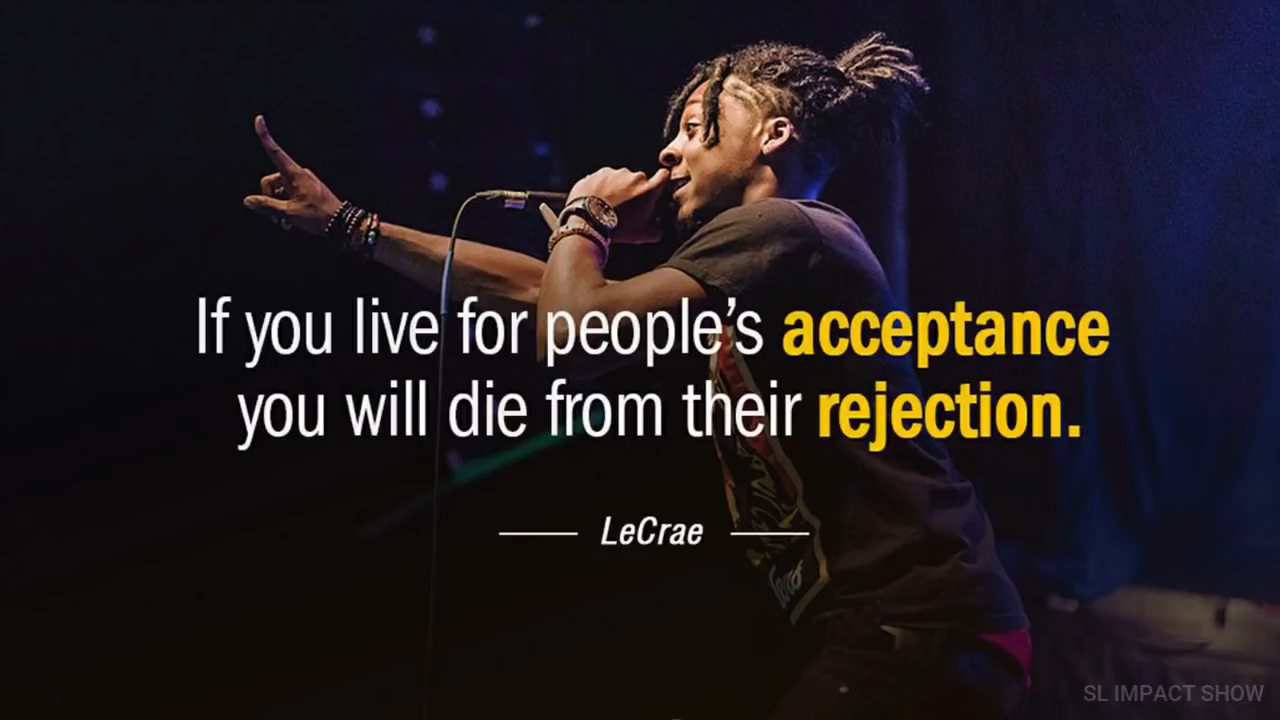 If you live for people’s acceptance
you will die from their rejection.
LeCrae
SL IMPACT SHOW